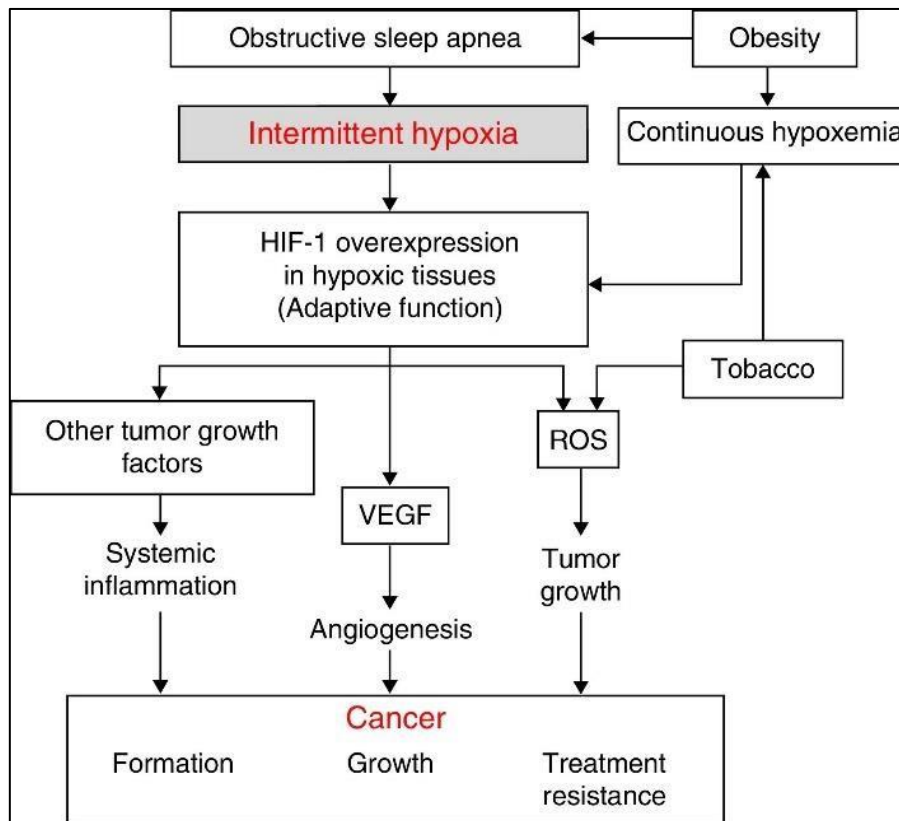 Obstructive sleep apnea
Obesity
Intermittent hypoxia
Continuous hypoxemia
HIF-1 overexpression
in hypoxic tissues
(Adaptive function)
Tobacco
Other tumor growth
factors
ROS
VEGF
Systemic
inflammation
Tumor
growth
Angiogenesis
Cancer
Formation
Growth
Treatment
resistance